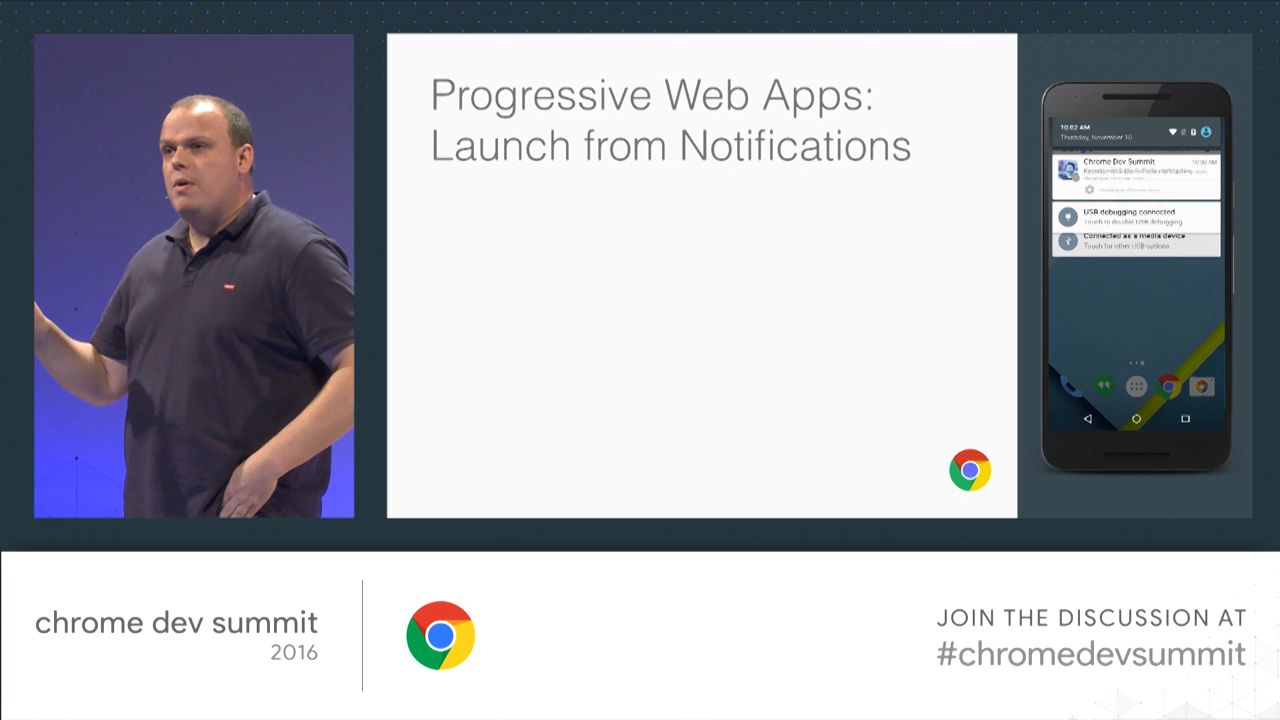 Progressive Web Apps:
Launch from Notifications
10:02 AM
Thursday, November 10
Chrome Dev Summit
10:00 AM
USB debugging connected
Touch to disable USB debugging.
Connected as a media device
Touch for other USB options.
chrome dev summit
2016
JOIN THE DISCUSSION AT
#chromedevsummit